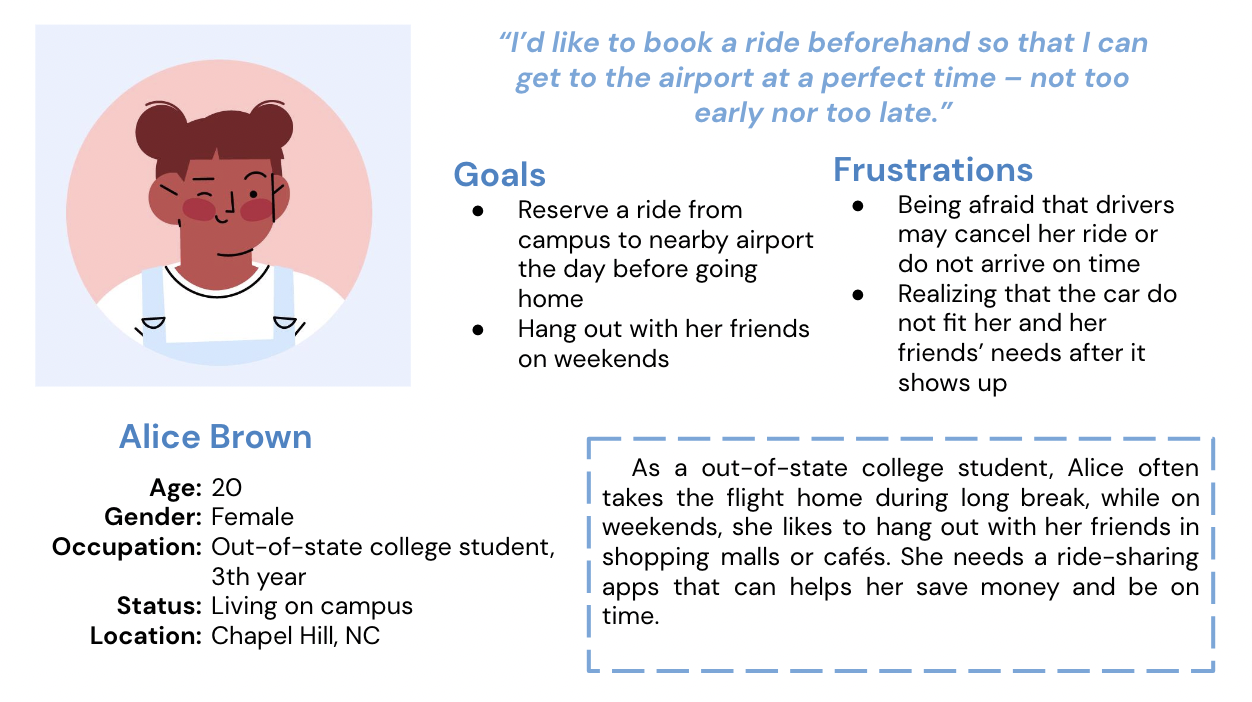 “I’d like to book a ride beforehand so that I can
get to the airport at a perfect time – not too
early nor too late.”
Goals
● Reserve a ride from
campus to nearby airport
the day before going
home
● Hang out with her friends
on weekends
Frustrations
● Being afraid that drivers
may cancel her ride or
do not arrive on time
● Realizing that the car do
not fit her and her
friends’ needs after it
shows up
Alice Brown
Age: 20
Gender: Female
Occupation: Out-of-state college student,
3th year
Status: Living on campus
Location: Chapel Hill, NC
As a out-of-state college student, Alice often
takes the flight home during long break, while on
weekends, she likes to hang out with her friends in
shopping malls or cafés. She needs a ride-sharing
apps that can helps her save money and be on
time.